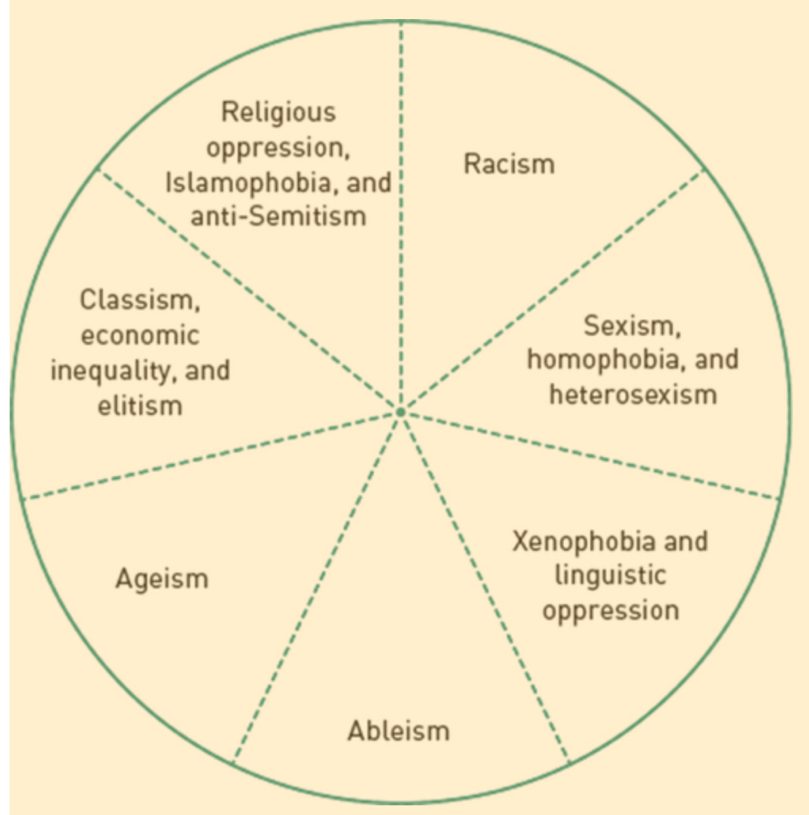 Religious
oppression,
Islamophobia, and
anti-Semitism
Racism
Classism,
economic
inequality, and
elitism
Sexism,
homophobia, and
heterosexism
Ageism
Xenophobia and
linguistic
oppression
Ableism